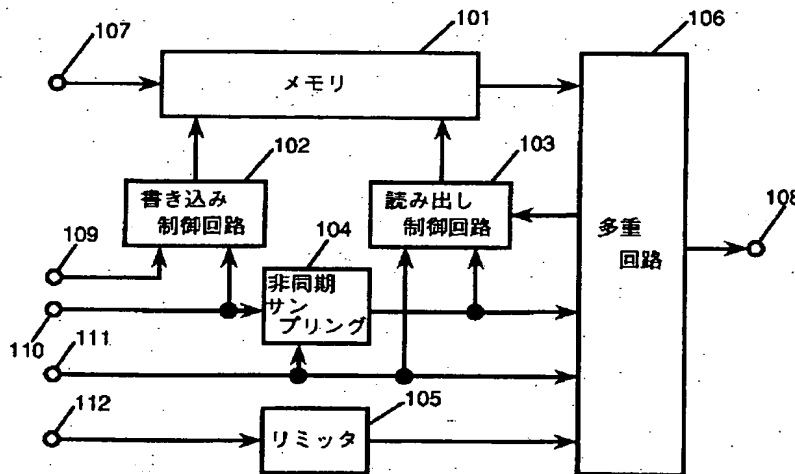 101
106
107
メモリ
102
103
書き込み
制御回路
読み出し
制御回路
108
109
104
多重
回路
非同期
サン
プリング
110
111
112
105
リミッタ